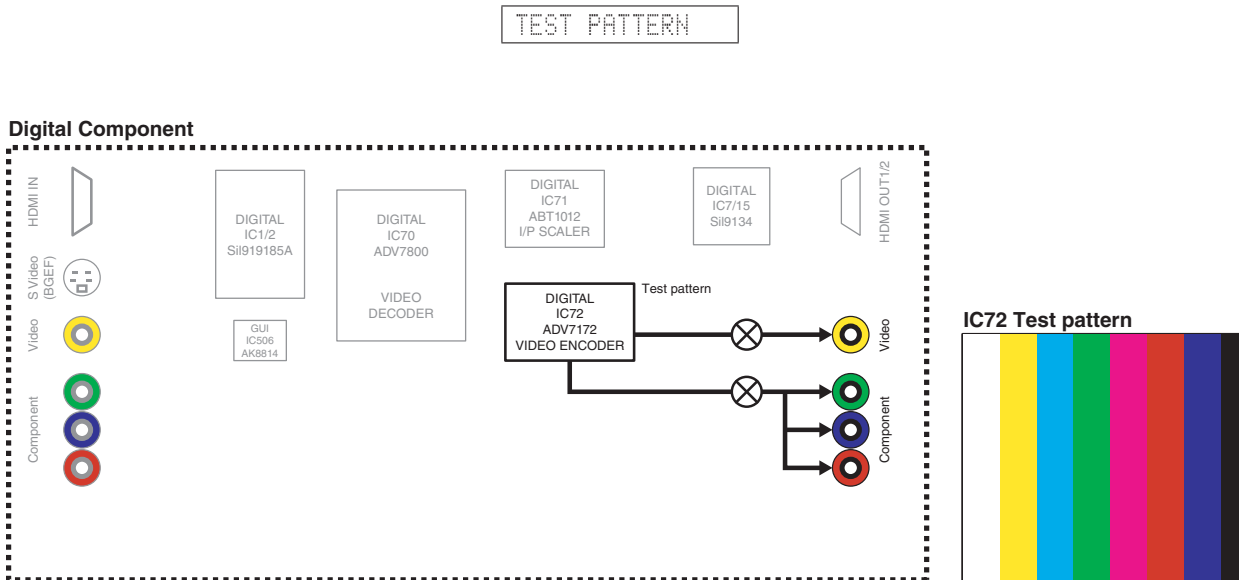 TEST PATTERN
Digital Component
HDMI IN
S Video
(BGEF)
Video
Component
DIGITAL
IC1/2
SiI919185A
GUI
IC506
AK8814
DIGITAL
IC70
ADV7800
VIDEO
DECODER
DIGITAL
IC71
ABT1012
I/P SCALER
DIGITAL
IC7/15
SiI9134
HDMI OUT1/2
DIGITAL
IC72
ADV7172
VIDEO ENCODER
Test pattern
Video
Component
IC72 Test pattern